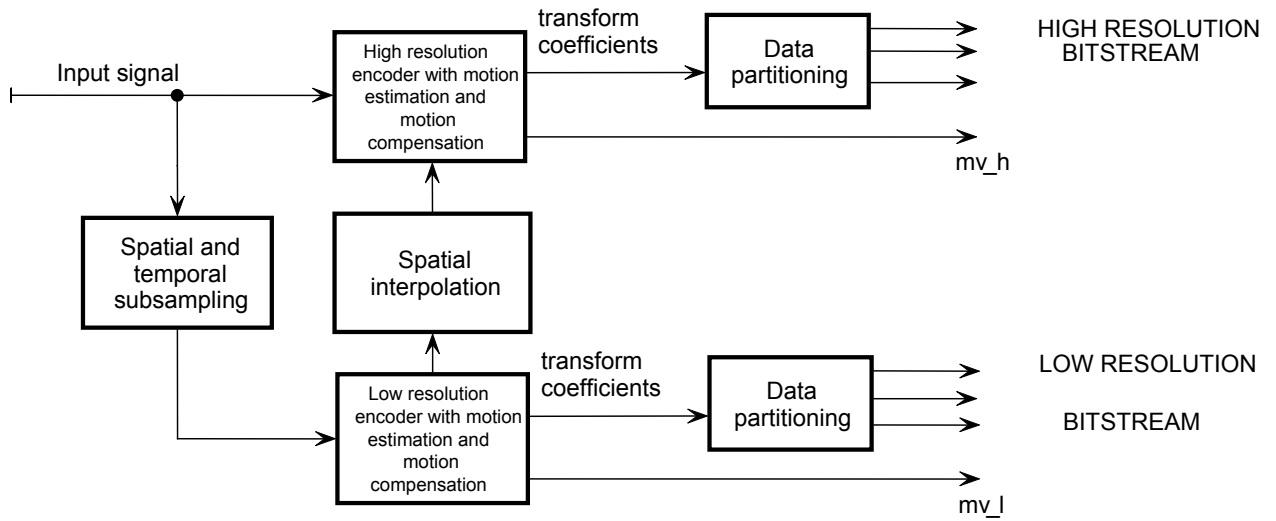 Input signal
High resolution
encoder with motion
estimation and
motion
compensation
transform
coefficients
Data
partitioning
HIGH RESOLUTION
BITSTREAM
mv_h
Spatial and
temporal
subsampling
Spatial
interpolation
Low resolution
encoder with motion
estimation and
motion
compensation
transform
coefficients
Data
partitioning
LOW RESOLUTION
BITSTREAM
mv_l